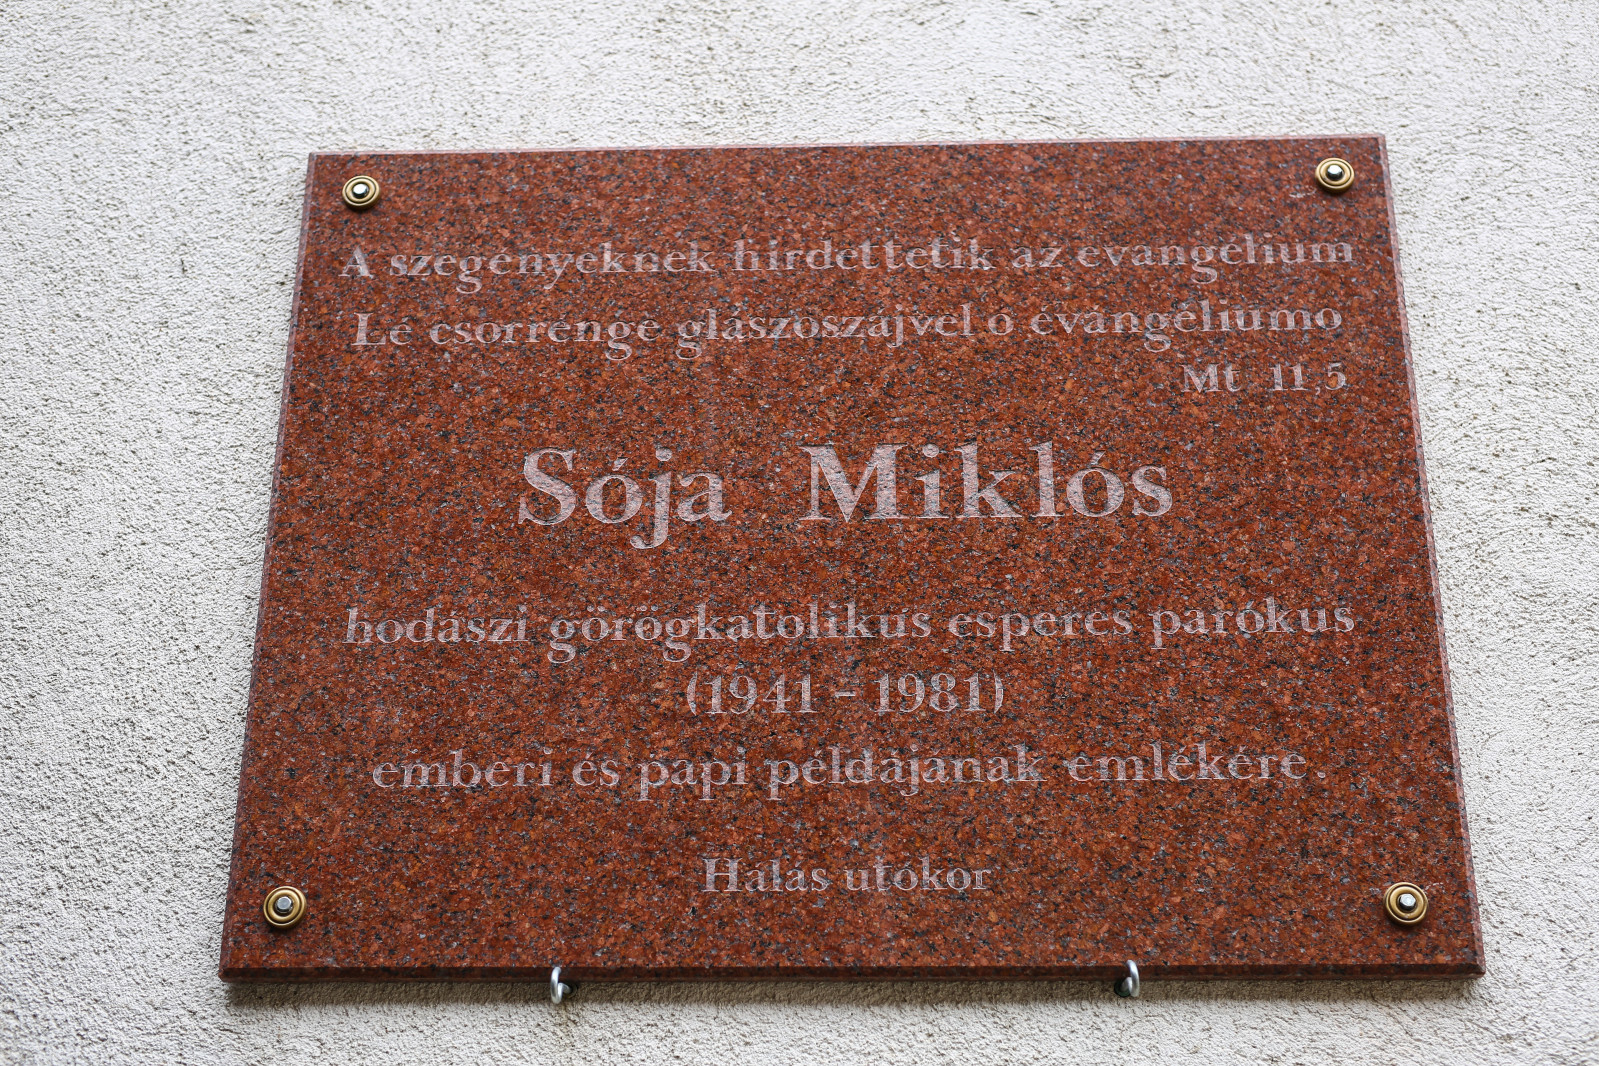 A szegényeknek hirdettetik az evangélium
Le csorrenge glászoszájvel o evangéliumo
Mt 11,5
Sója Miklós
hodászi görögkatolikus esperes parókus
(1941 - 1981)
emberi és papi példájának emlékére.
Hálás utókor